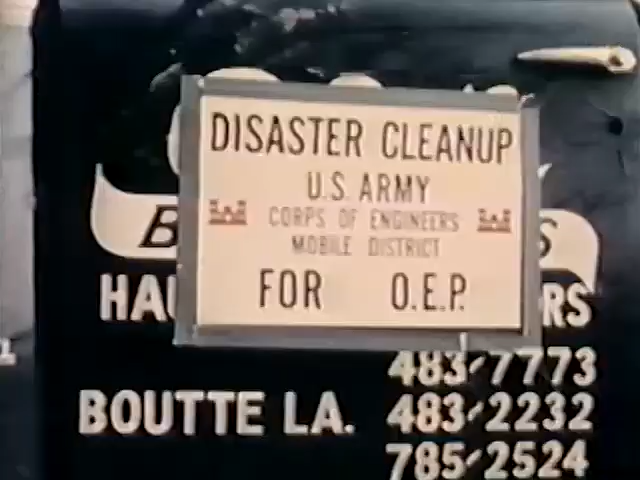 DISASTER CLEANUP
U.S. ARMY
CORPS OF ENGINEERS
MOBILE DISTRICT
FOR O.E.P.
483-7773
BOUTTE LA. 483-2232
785-2524